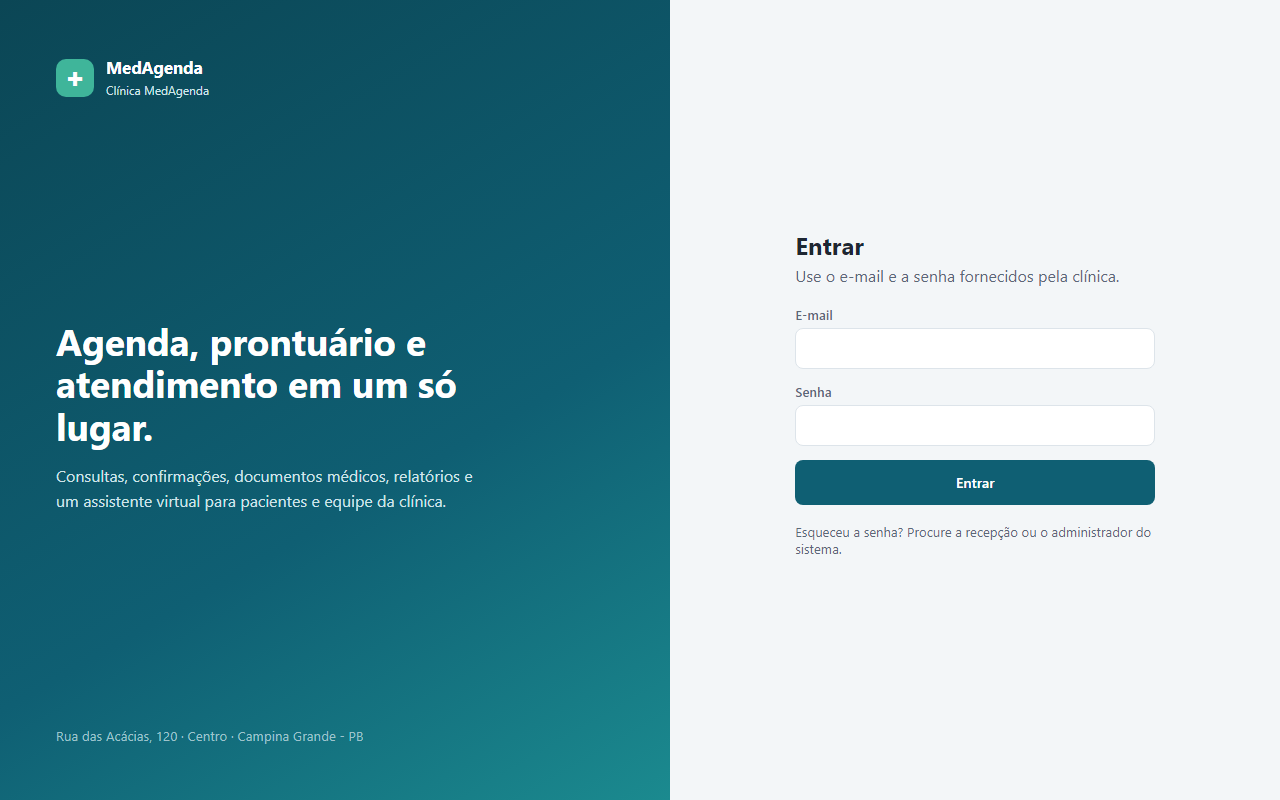 MedAgenda
Clínica MedAgenda
Agenda, prontuário e
atendimento em um só
lugar.
Consultas, confirmações, documentos médicos, relatórios e
um assistente virtual para pacientes e equipe da clínica.
Rua das Acácias, 120 · Centro · Campina Grande - PB
Entrar
Use o e-mail e a senha fornecidos pela clínica.
E-mail
Senha
Entrar
Esqueceu a senha? Procure a recepção ou o administrador do
sistema.